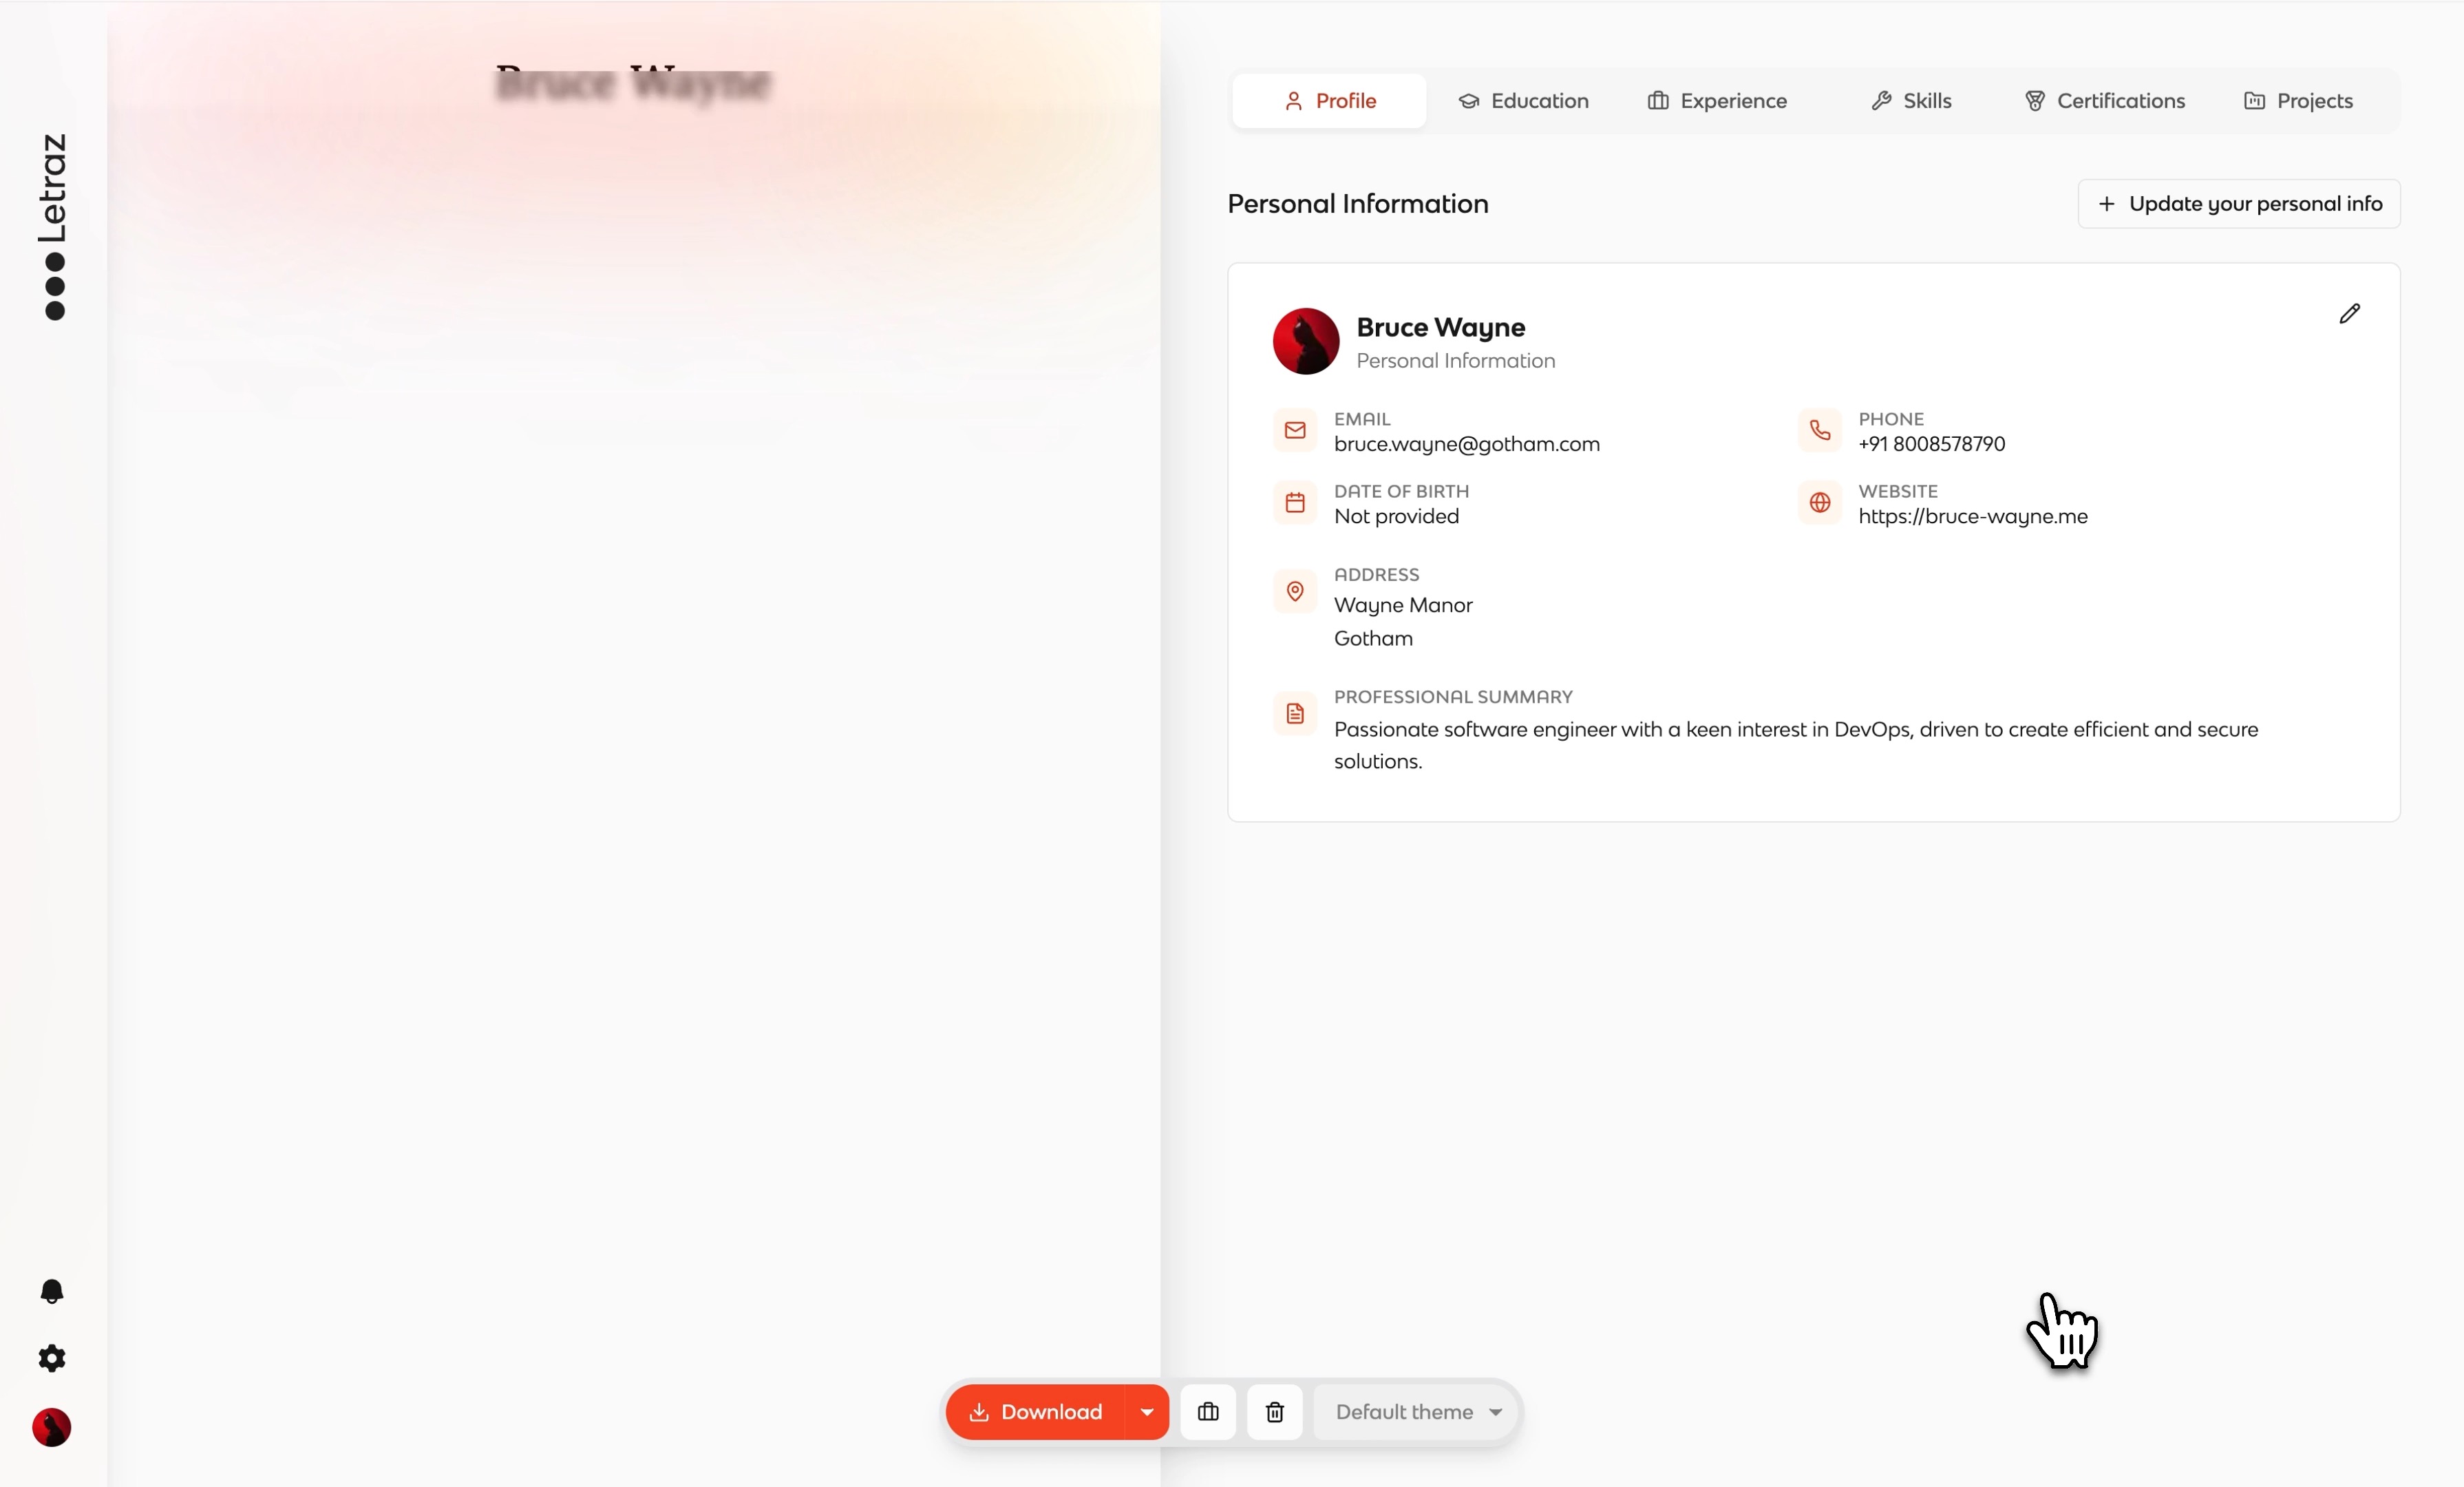 Letraz
Bruce Wayne
Profile
Education
Experience
Skills
Certifications
Projects
Personal Information
Update your personal info
Bruce Wayne
Personal Information
EMAIL
bruce.wayne@gotham.com
PHONE
+91 8008578790
DATE OF BIRTH
Not provided
WEBSITE
https://bruce-wayne.me
ADDRESS
Wayne Manor
Gotham
PROFESSIONAL SUMMARY
Passionate software engineer with a keen interest in DevOps, driven to create efficient and secure
solutions.
Download
Default theme